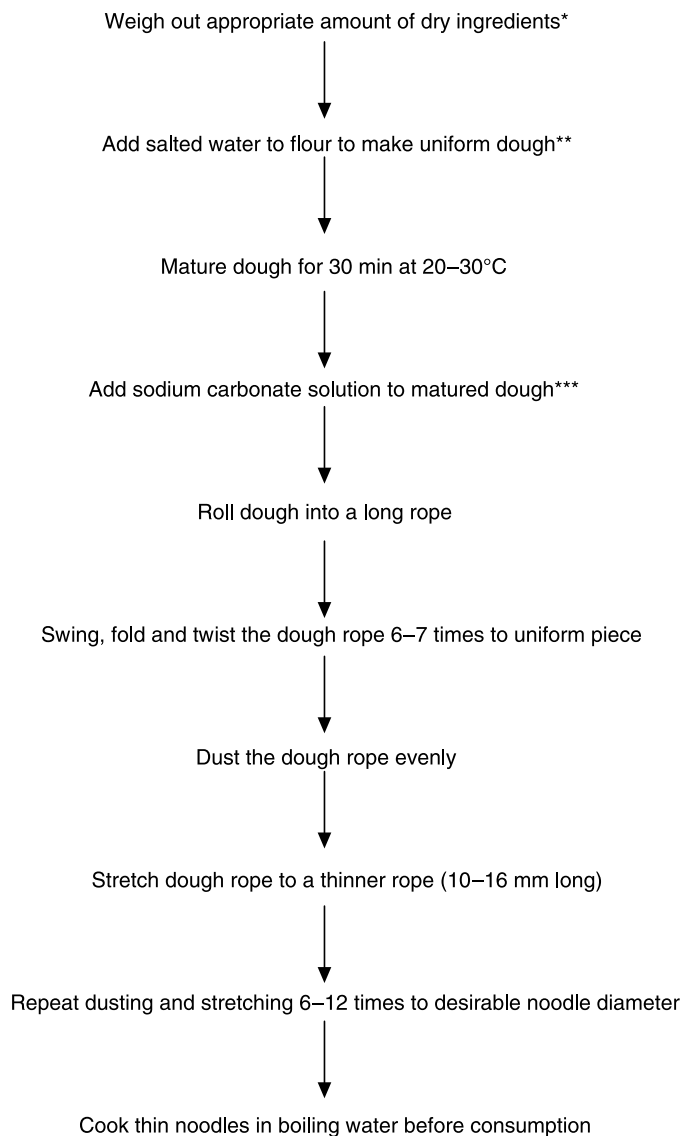 Weigh out appropriate amount of dry ingredients*
Add salted water to flour to make uniform dough**
Mature dough for 30 min at 20–30°C
Add sodium carbonate solution to matured dough***
Roll dough into a long rope
Swing, fold and twist the dough rope 6–7 times to uniform piece
Dust the dough rope evenly
Stretch dough rope to a thinner rope (10–16 mm long)
Repeat dusting and stretching 6–12 times to desirable noodle diameter
Cook thin noodles in boiling water before consumption